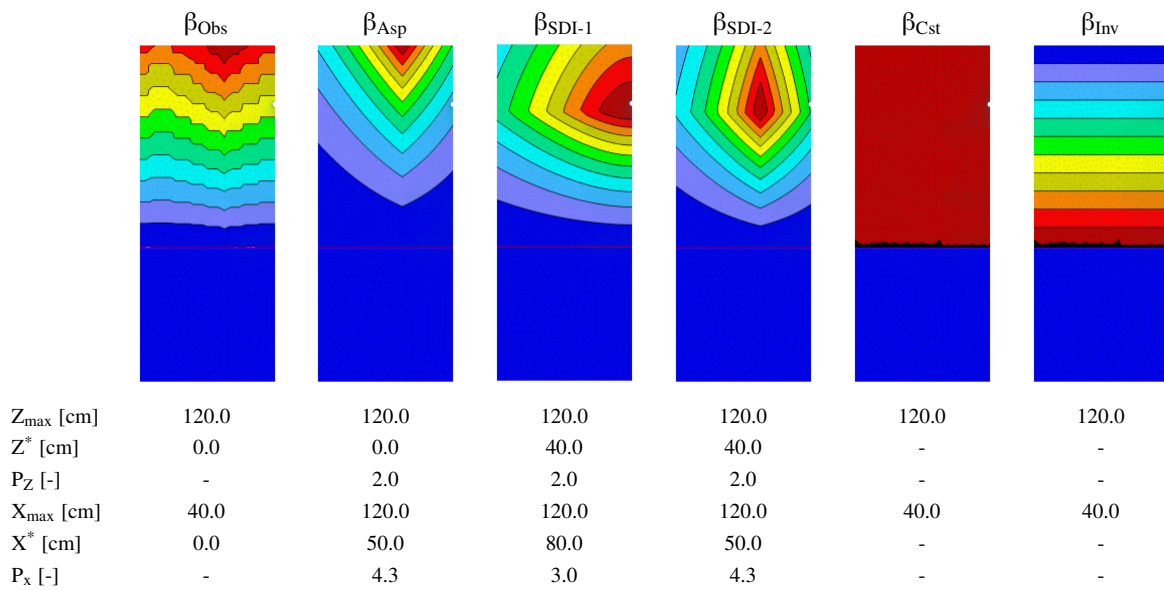 βObs βAsp βSDI-1 βSDI-2 βCst βInv
Zmax [cm] 120.0 120.0 120.0 120.0 120.0 120.0
Z* [cm] 0.0 0.0 40.0 40.0 - -
PZ [-] - 2.0 2.0 2.0 - -
Xmax [cm] 40.0 120.0 120.0 120.0 40.0 40.0
X* [cm] 0.0 50.0 80.0 50.0 - -
Px [-] - 4.3 3.0 4.3 - -